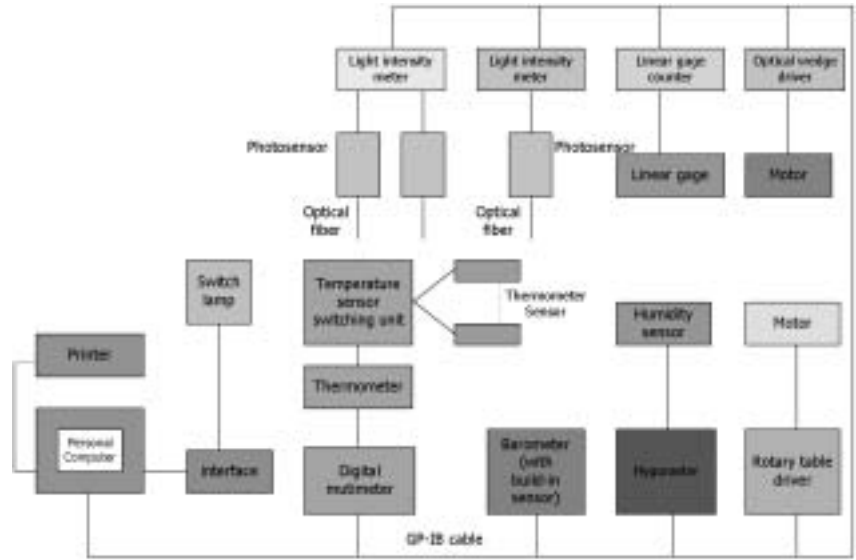 Light intensity
meter
Light intensity
meter
Linear gage
counter
Optical wedge
driver
Photosensor
Photosensor
Linear gage
Motor
Optical
fiber
Optical
fiber
Switch
lamp
Temperature
sensor
switching unit
Thermometer
Sensor
Humidity
sensor
Motor
Printer
Thermometer
Personal
Computer
Interface
Digital
mutimeter
Barometer
(with
build-in
sensor)
Rotary table
driver
GP-IB cable